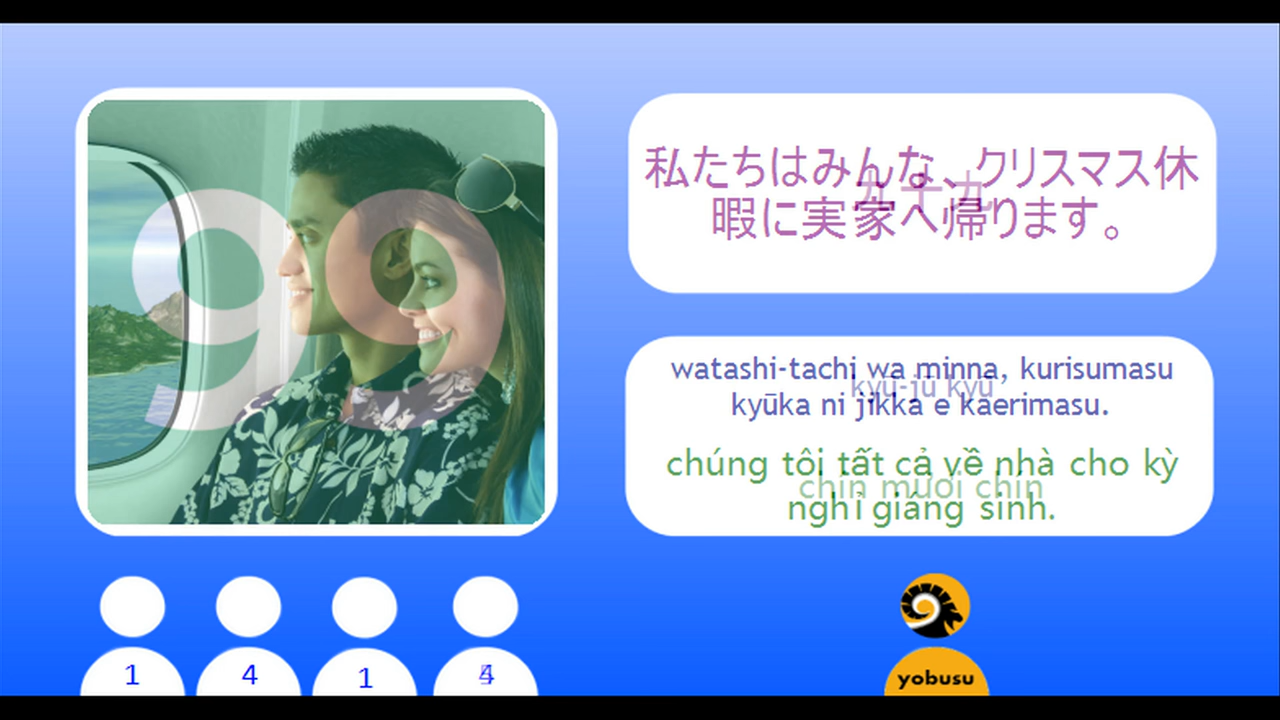 99
私たちはみんな、クリスマス休
暇に実家へ帰ります。
九十九
watashi-tachi wa minna, kurisumasu
kyūka ni jikka e kaerimasu.
kyū-jū kyū
chúng tôi tất cả về nhà cho kỳ
nghỉ giáng sinh.
chín mươi chín
1 4 1
yobusu